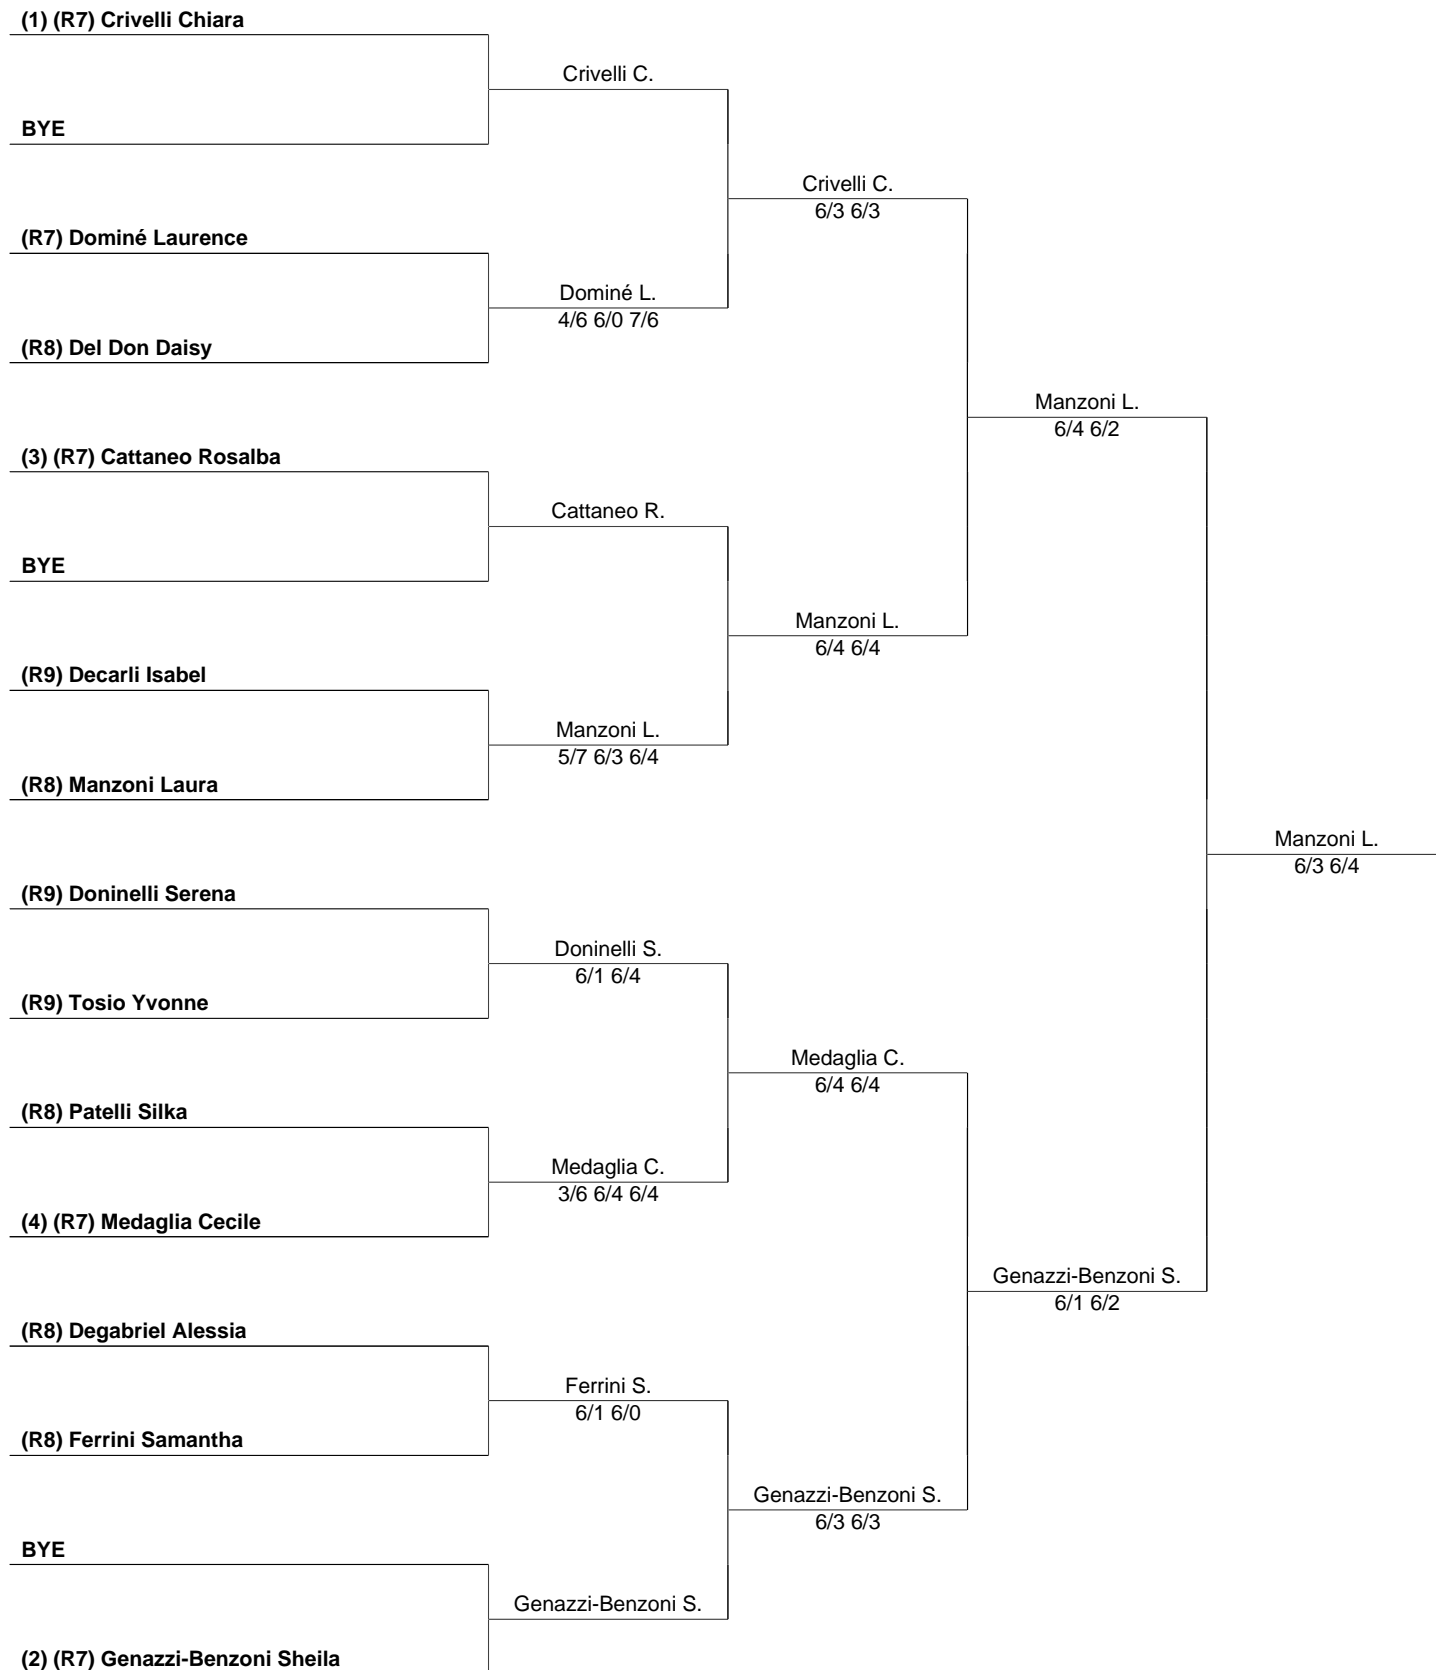 (1) (R7) Crivelli Chiara
Crivelli C.
BYE
Crivelli C.
6/3 6/3
(R7) Dominé Laurence
Dominé L.
4/6 6/0 7/6
(R8) Del Don Daisy
Manzoni L.
6/4 6/2
(3) (R7) Cattaneo Rosalba
Cattaneo R.
BYE
Manzoni L.
6/4 6/4
(R9) Decarli Isabel
Manzoni L.
5/7 6/3 6/4
(R8) Manzoni Laura
Manzoni L.
6/3 6/4
(R9) Doninelli Serena
Doninelli S.
6/1 6/4
(R9) Tosio Yvonne
Medaglia C.
6/4 6/4
(R8) Patelli Silka
Medaglia C.
3/6 6/4 6/4
(4) (R7) Medaglia Cecile
Genazzi-Benzoni S.
6/1 6/2
(R8) Degabriel Alessia
Ferrini S.
6/1 6/0
(R8) Ferrini Samantha
Genazzi-Benzoni S.
6/3 6/3
BYE
Genazzi-Benzoni S.
(2) (R7) Genazzi-Benzoni Sheila